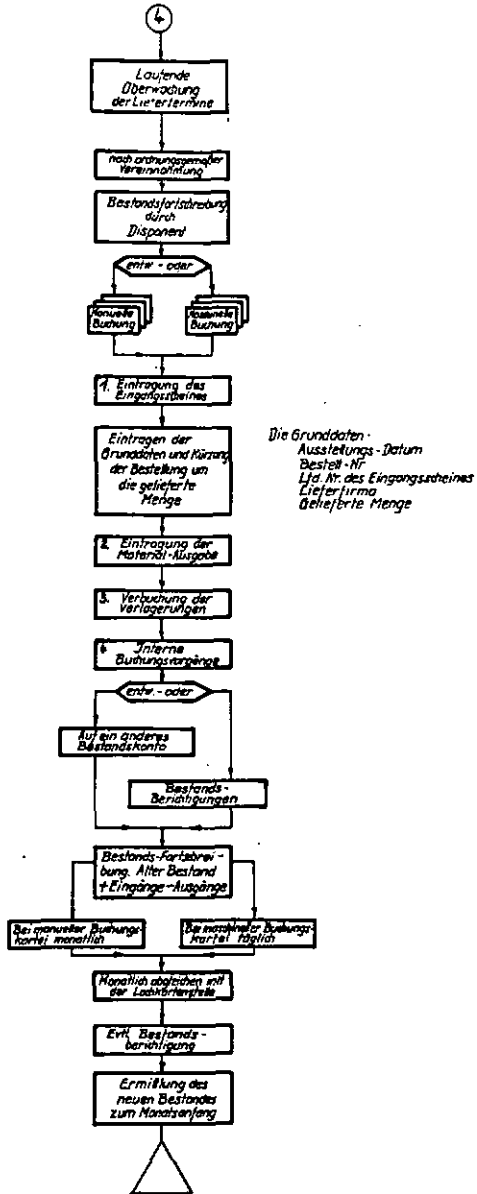 4
Laufende
Überwachung
der Liefertermine
nach ordnungsgemäßer
Vereinnahmung
Bestandsfortschreibung
durch
Disponent
entw.-oder
Manuelle
Buchung
Maschinelle
Buchung
1. Eintragung des
Eingangsscheines
Eintragen der
Grunddaten und Kürzung
der Bestellung um
die gelieferte
Menge
Die Grunddaten-
Ausstellungs-Datum
Bestell-Nr
Lfd. Nr. des Eingangsscheines
Lieferfirma
Gelieferte Menge
2. Eintragung der
Material-Ausgabe
3. Verbuchung der
Verlagerungen
4. Interne
Buchungsvorgänge
entw.-oder
Auf ein anderes
Bestandskonto
Bestands-
Berichtigungen
Bestands-Fortschrei-
bung. Alter Bestand
+Eingänge-Ausgänge
Bei manueller Buchungs-
kartei monatlich
Bei maschineller Buchungs-
kartei täglich
Monatlich abgleichen mit
der Lochkartenstelle
Evtl. Bestands-
berichtigung
Ermittlung des
neuen Bestandes
zum Monatsanfang